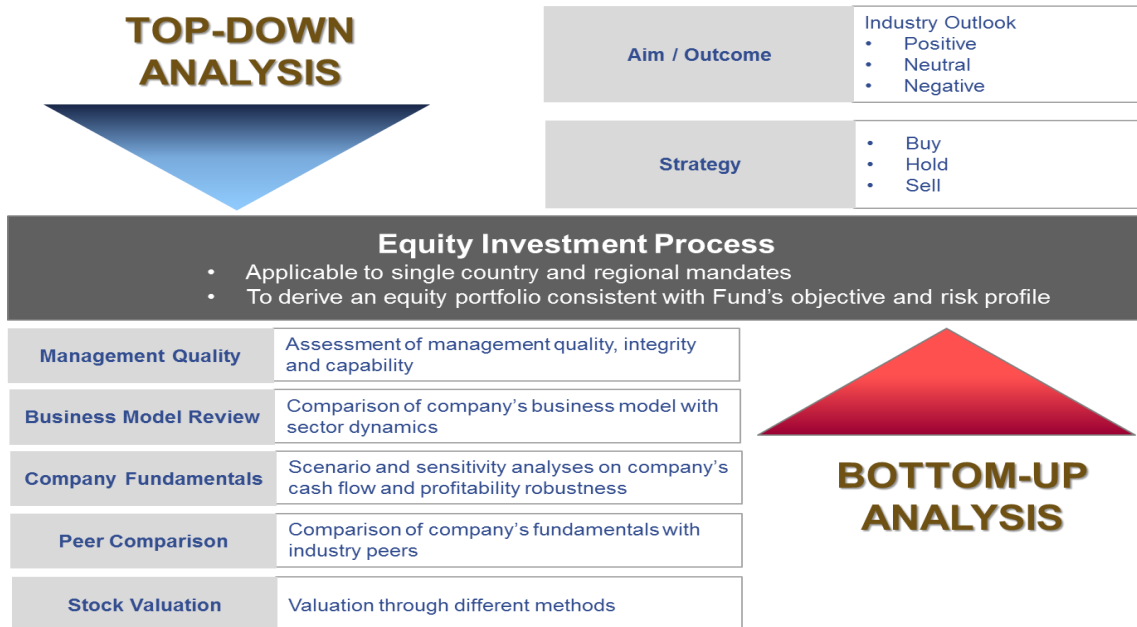 TOP-DOWN
ANALYSIS
Aim / Outcome
Industry Outlook
• Positive
• Neutral
• Negative
Strategy
• Buy
• Hold
• Sell
Equity Investment Process
• Applicable to single country and regional mandates
• To derive an equity portfolio consistent with Fund's objective and risk profile
Management Quality
Assessment of management quality, integrity
and capability
Business Model Review
Comparison of company's business model with
sector dynamics
Company Fundamentals
Scenario and sensitivity analyses on company's
cash flow and profitability robustness
Peer Comparison
Comparison of company's fundamentals with
industry peers
Stock Valuation
Valuation through different methods
BOTTOM-UP
ANALYSIS